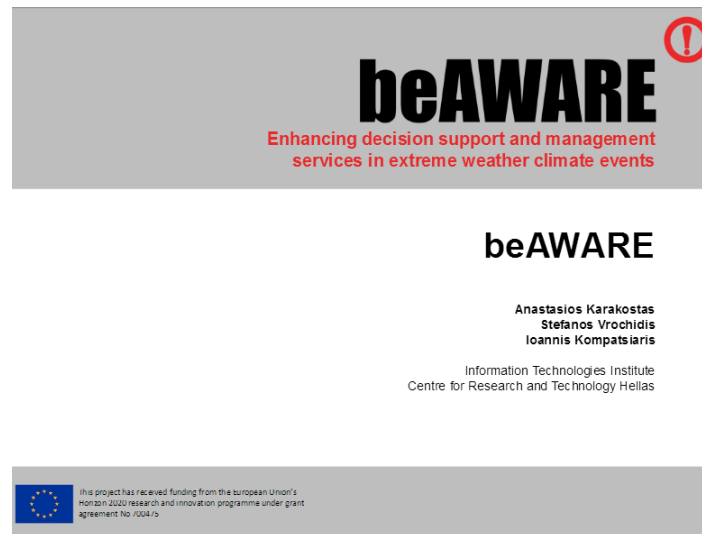 beAWARE
Enhancing decision support and management
services in extreme weather climate events
beAWARE
Anastasios Karakostas
Stefanos Vrochidis
Ioannis Kompatsiaris
Information Technologies Institute
Centre for Research and Technology Hellas
This project has received funding from the European Union's
Horizon 2020 research and innovation programme under grant
agreement No 700475